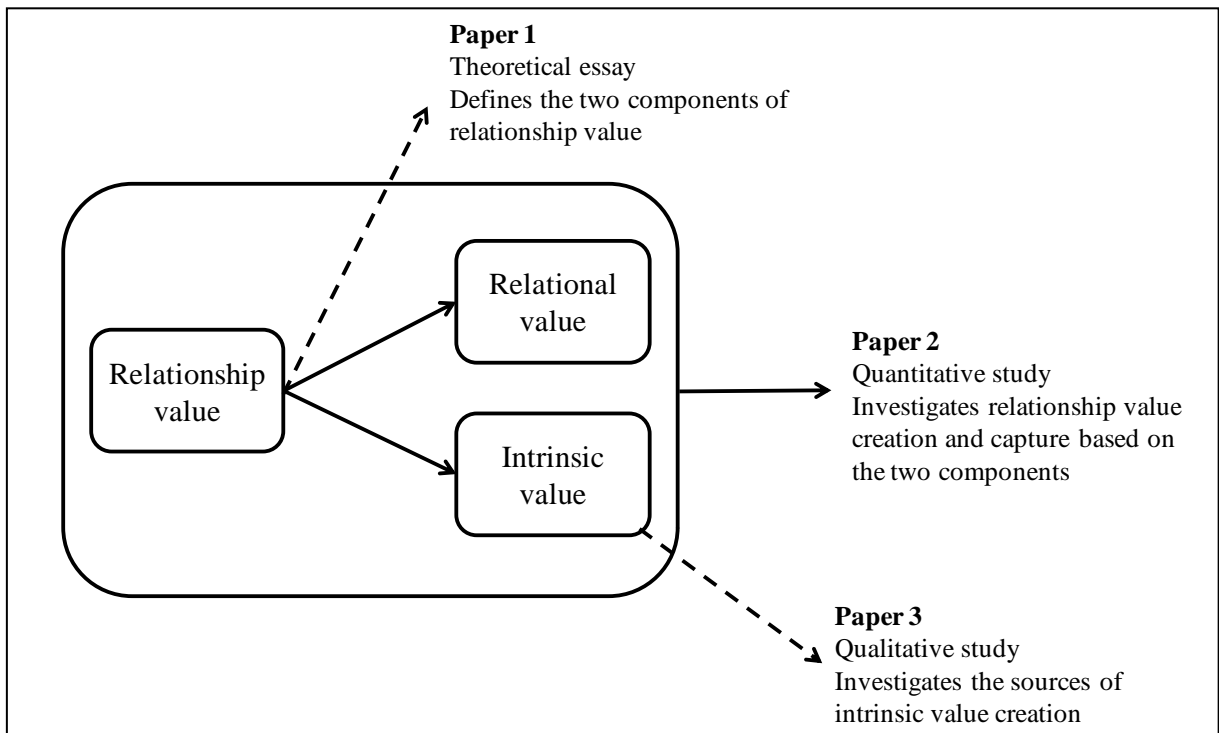 Paper 1
Theoretical essay
Defines the two components of
relationship value
Relational
value
Relationship
value
Intrinsic
value
Paper 2
Quantitative study
Investigates relationship value
creation and capture based on
the two components
Paper 3
Qualitative study
Investigates the sources of
intrinsic value creation